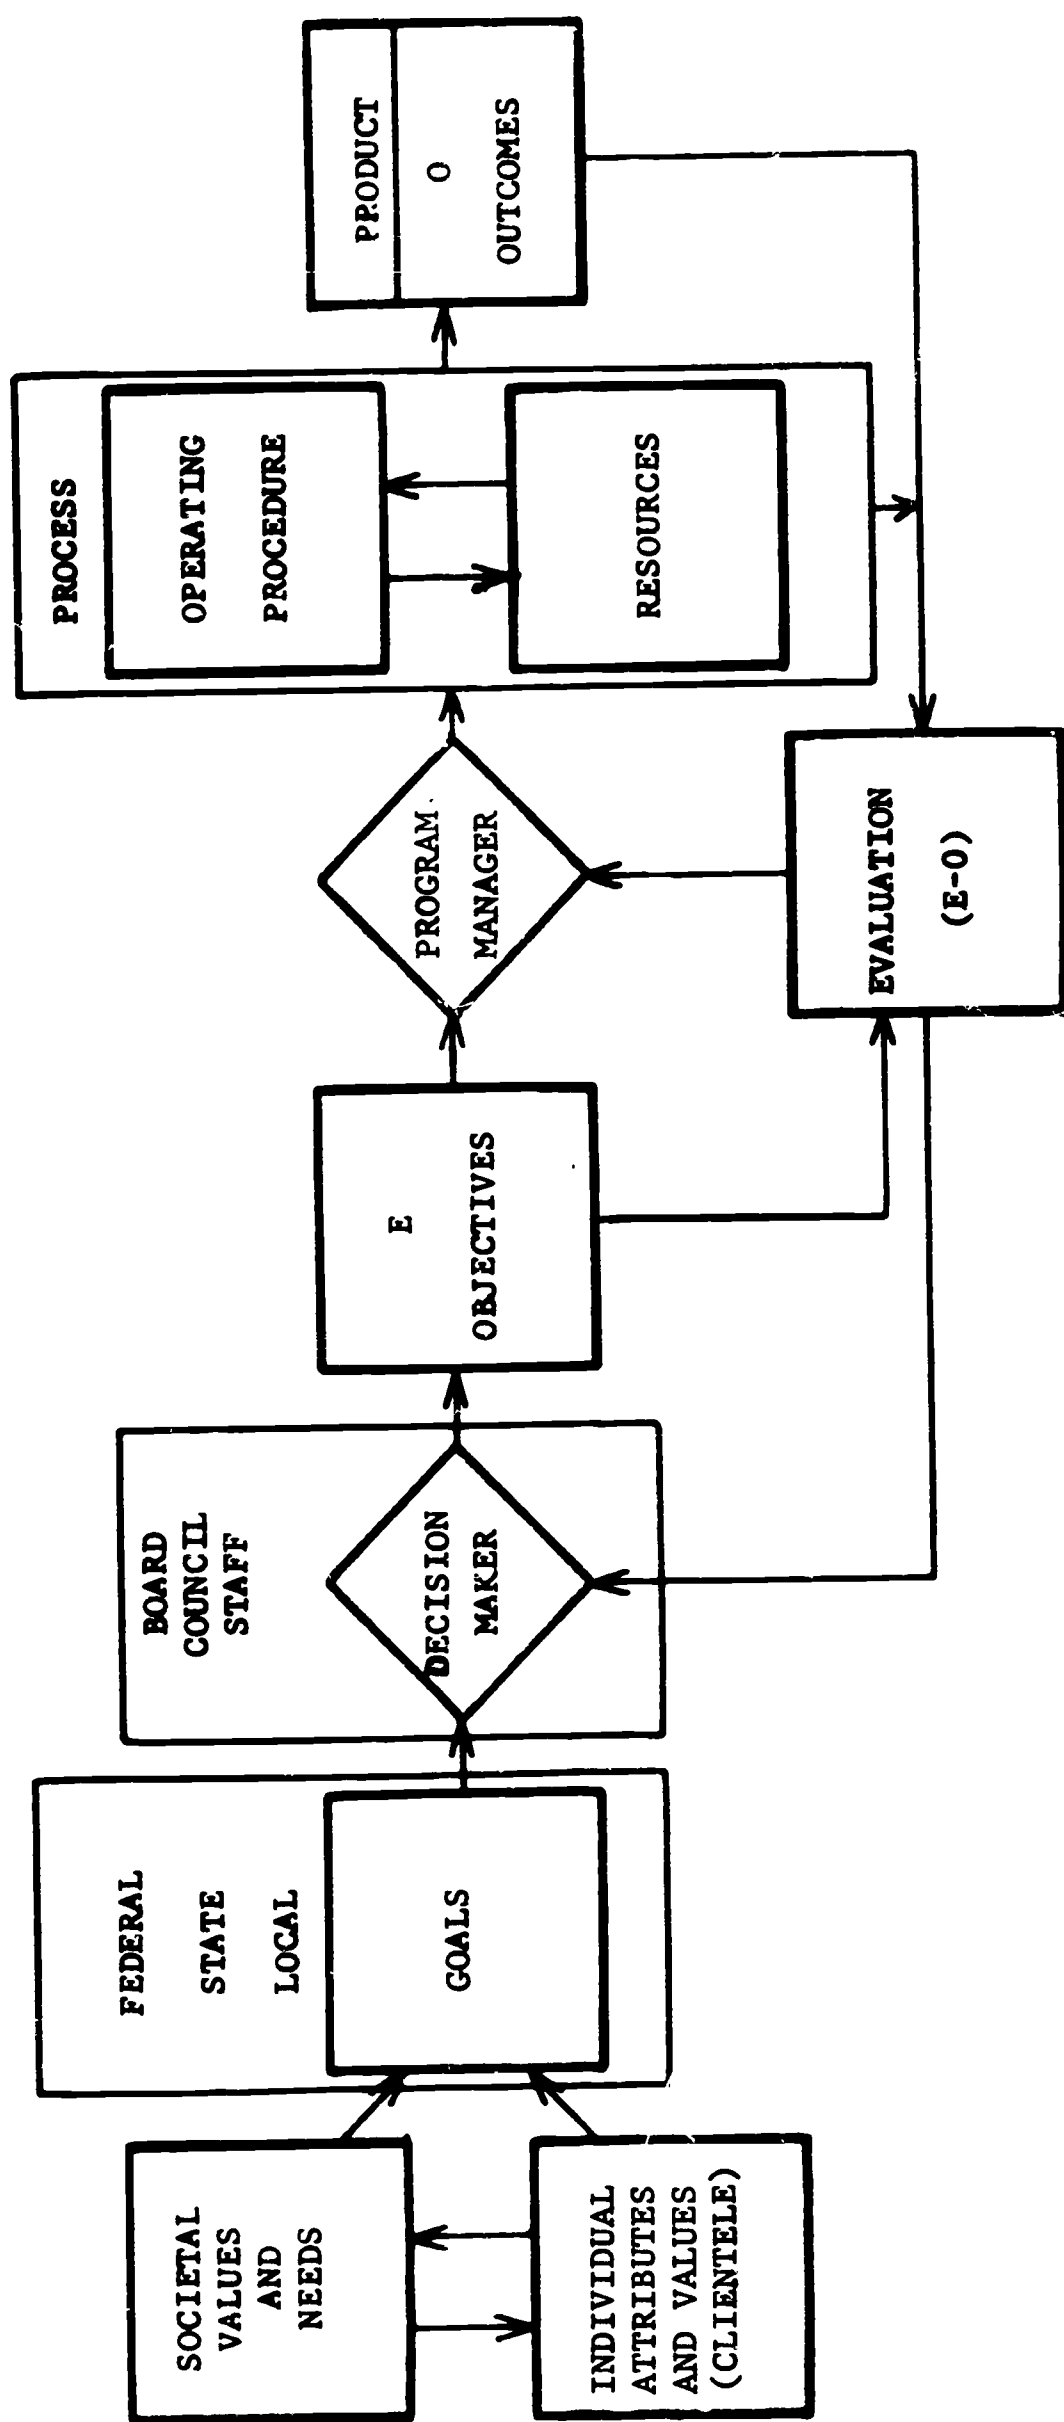 SOCIETAL
VALUES
AND
NEEDS
INDIVIDUAL
ATTRIBUTES
AND VALUES
(CLIENTELE)
FEDERAL
STATE
LOCAL
GOALS
BOARD
COUNCIL
STAFF
DECISION
MAKER
E
OBJECTIVES
PROGRAM
MANAGER
EVALUATION
(E-O)
PROCESS
OPERATING
PROCEDURE
RESOURCES
PRODUCT
O
OUTCOMES